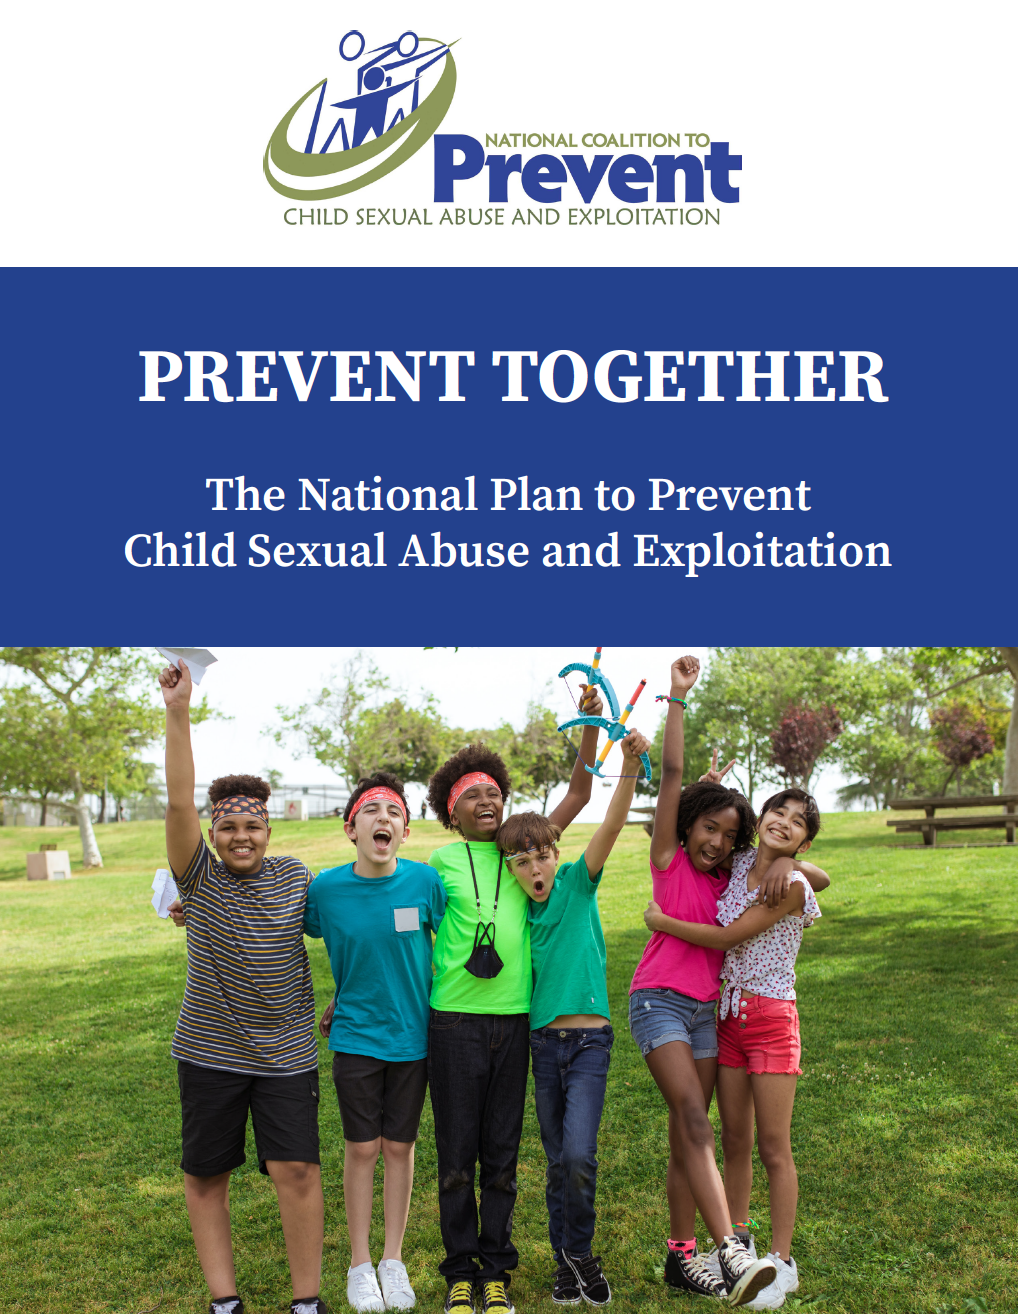 NATIONAL COALITION TO
Prevent
CHILD SEXUAL ABUSE AND EXPLOITATION
PREVENT TOGETHER
The National Plan to Prevent
Child Sexual Abuse and Exploitation